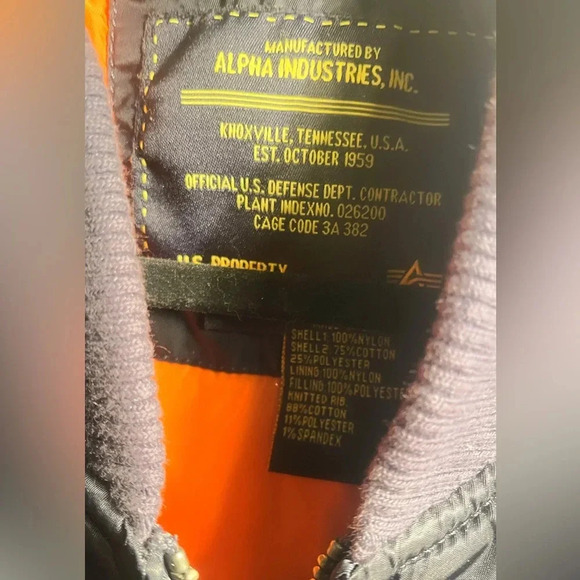 MANUFACTURED BY
ALPHA INDUSTRIES, INC.
KNOXVILLE, TENNESSEE, U.S.A.
EST. OCTOBER 1959
OFFICIAL U.S. DEFENSE DEPT. CONTRACTOR
PLANT INDEXNO. 026200
CAGE CODE 3A 382
U.S. PROPERTY
SHELL1 100%NYLON
SHELL2 75%COTTON
25%POLYESTER
LINING 100%NYLON
FILLING:100%POLYESTER
KNITTED RIB:
88%COTTON
11%POLYESTER
1%SPANDEX